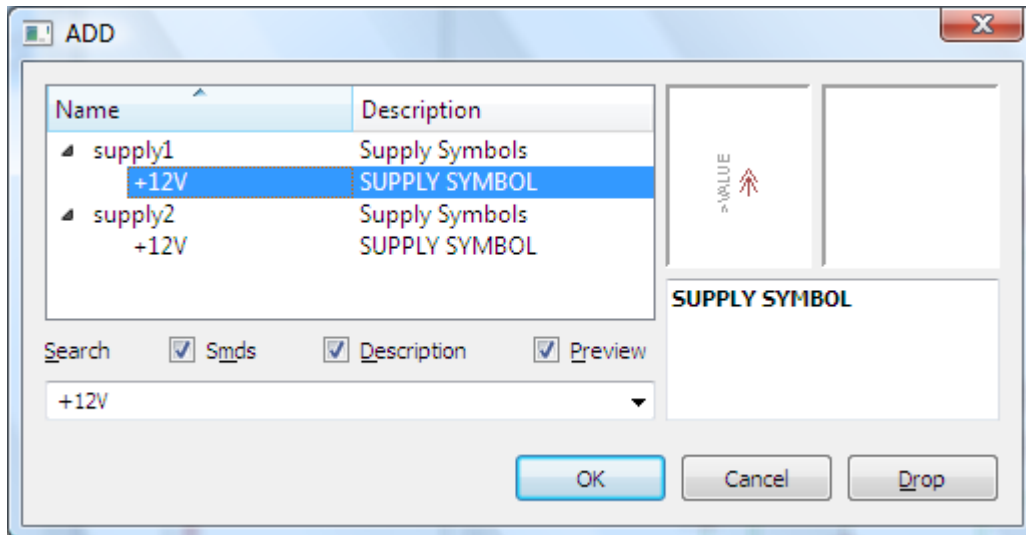 ADD
Name Description
supply1 Supply Symbols
+12V SUPPLY SYMBOL
supply2 Supply Symbols
+12V SUPPLY SYMBOL
>VALUE
SUPPLY SYMBOL
Search Smds Description Preview
+12V
OK Cancel Drop